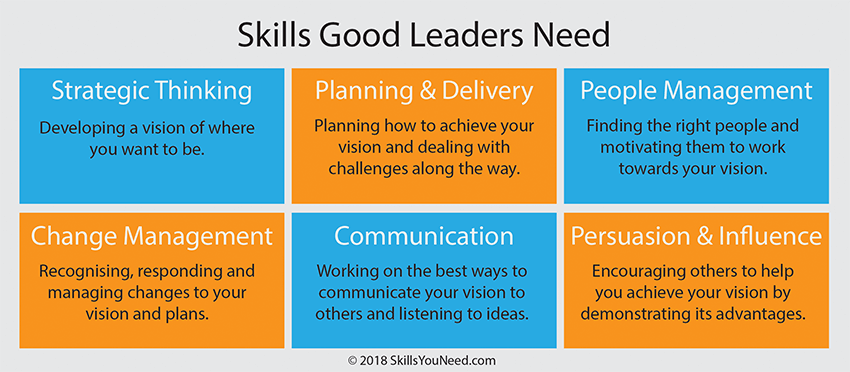 Skills Good Leaders Need
Strategic Thinking
Developing a vision of where
you want to be.
Planning & Delivery
Planning how to achieve your
vision and dealing with
challenges along the way.
People Management
Finding the right people and
motivating them to work
towards your vision.
Change Management
Recognising, responding and
managing changes to your
vision and plans.
Communication
Working on the best ways to
communicate your vision to
others and listening to ideas.
Persuasion & Influence
Encouraging others to help
you achieve your vision by
demonstrating its advantages.
© 2018 SkillsYouNeed.com